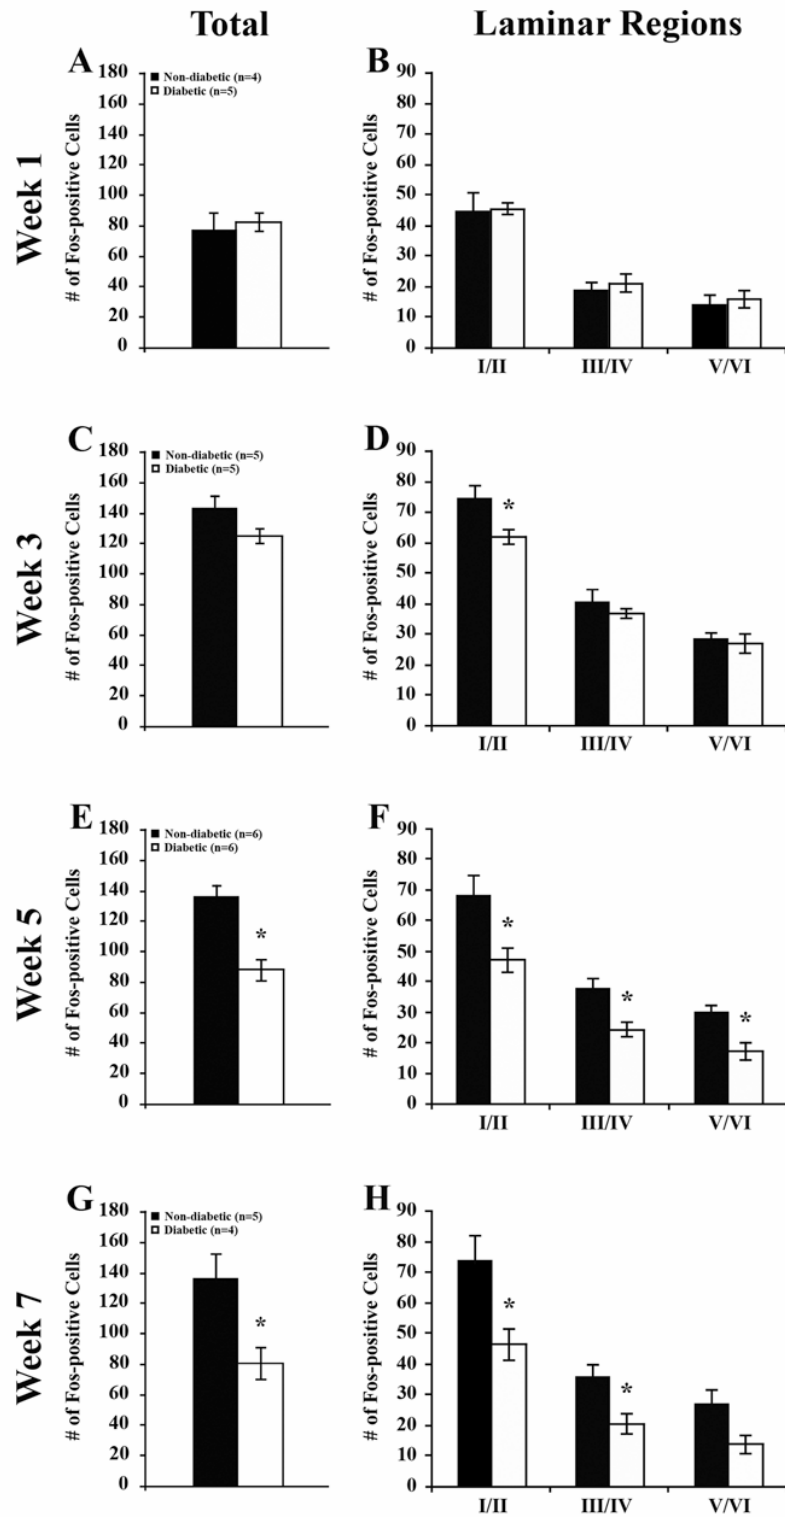 Total
Laminar Regions
Week 1
A
# of Fos-positive Cells
180
160
140
120
100
80
60
40
20
0
Non-diabetic (n=4)
Diabetic (n=5)
B
# of Fos-positive Cells
90
80
70
60
50
40
30
20
10
0
I/II
III/IV
V/VI
Week 3
C
# of Fos-positive Cells
180
160
140
120
100
80
60
40
20
0
Non-diabetic (n=5)
Diabetic (n=5)
D
# of Fos-positive Cells
90
80
70
60
50
40
30
20
10
0
*
I/II
III/IV
V/VI
Week 5
E
# of Fos-positive Cells
180
160
140
120
100
80
60
40
20
0
Non-diabetic (n=6)
Diabetic (n=6)
*
F
# of Fos-positive Cells
90
80
70
60
50
40
30
20
10
0
*
*
*
I/II
III/IV
V/VI
Week 7
G
# of Fos-positive Cells
180
160
140
120
100
80
60
40
20
0
Non-diabetic (n=5)
Diabetic (n=4)
*
H
# of Fos-positive Cells
90
80
70
60
50
40
30
20
10
0
*
*
I/II
III/IV
V/VI